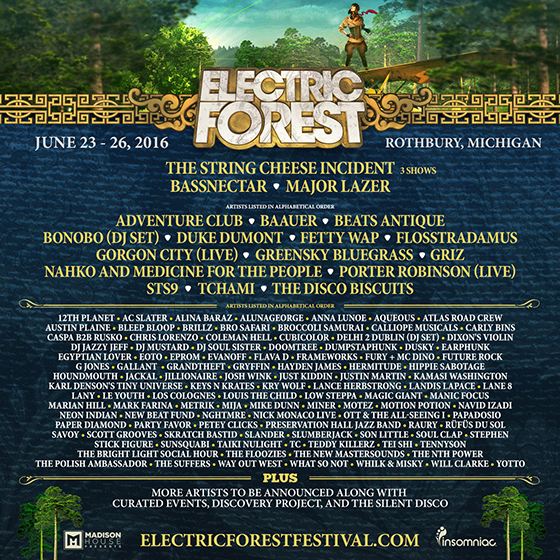 ELECTRIC
FOREST
JUNE 23 - 26, 2016
ROTHBURY, MICHIGAN
THE STRING CHEESE INCIDENT 3 SHOWS
BASSNECTAR • MAJOR LAZER
ARTISTS LISTED IN ALPHABETICAL ORDER
ADVENTURE CLUB • BAAUER • BEATS ANTIQUE
BONOBO (DJ SET) • DUKE DUMONT • FETTY WAP • FLOSSTRADAMUS
GORGON CITY (LIVE) • GREENSKY BLUEGRASS • GRIZ
NAHKO AND MEDICINE FOR THE PEOPLE • PORTER ROBINSON (LIVE)
STS9 • TCHAMI • THE DISCO BISCUITS
ARTISTS LISTED IN ALPHABETICAL ORDER
12TH PLANET • AC SLATER • ALINA BARAZ • ALUNAGEORGE • ANNA LUNOE • AQUEOUS • ATLAS ROAD CREW
AUSTIN PLAINE • BLEEP BLOOP • BRILLZ • BRO SAFARI • BROCCOLI SAMURAI • CALLIOPE MUSICALS • CARLY BINS
CASPA B2B RUSKO • CHRIS LORENZO • COLEMAN HELL • CUBICOLOR • DELHI 2 DUBLIN (DJ SET) • DIXON'S VIOLIN
DJ JAZZY JEFF • DJ MUSTARD • DJ SOUL SISTER • DOOMTREE • DUMPSTAPHUNK • DUSKY • EARPHUNK
EGYPTIAN LOVER • EOTO • EPROM • EVANOFF • FLAVA D • FRAMEWORKS • FURY + MC DINO • FUTURE ROCK
G JONES • GALLANT • GRANDTHEFT • GRYFFIN • HAYDEN JAMES • HERMITUDE • HIPPIE SABOTAGE
HOUNDMOUTH • JACKAL • JILLIONAIRE • JOSH WINK • JUST KIDDIN • JUSTIN MARTIN • KAMASI WASHINGTON
KARL DENSON'S TINY UNIVERSE • KEYS N KRATES • KRY WOLF • LANCE HERBSTRONG • LANDIS LAPACE • LANE 8
LANY • LE YOUTH • LOS COLOGNES • LOUIS THE CHILD • LOW STEPPA • MAGIC GIANT • MANIC FOCUS
MARIAN HILL • MARK FARINA • METRIK • MIJA • MIKE DUNN • MINER • MOTEZ • MOTION POTION • NAVID IZADI
NEON INDIAN • NEW BEAT FUND • NGHTMRE • NICK MONACO LIVE • OTT & THE ALL-SEEING I • PAPADOSIO
PAPER DIAMOND • PARTY FAVOR • PETEY CLICKS • PRESERVATION HALL JAZZ BAND • RAURY • RÜFÜS DU SOL
SAVOY • SCOTT GROOVES • SKRATCH BASTID • SLANDER • SLUMBERJACK • SON LITTLE • SOUL CLAP • STEPHEN
STICK FIGURE • SUNSQUABI • TAIKI NULIGHT • TC • TEDDY KILLERZ • TEI SHI • TENNYSON
THE BRIGHT LIGHT SOCIAL HOUR • THE FLOOZIES • THE NEW MASTERSOUNDS • THE NTH POWER
THE POLISH AMBASSADOR • THE SUFFERS • WAY OUT WEST • WHAT SO NOT • WHILK & MISKY • WILL CLARKE • YOTTO
PLUS
MORE ARTISTS TO BE ANNOUNCED ALONG WITH
CURATED EVENTS, DISCOVERY PROJECT, AND THE SILENT DISCO
MADISON
HOUSE
PRESENTS
ELECTRICFORESTFESTIVAL.COM
insomniac